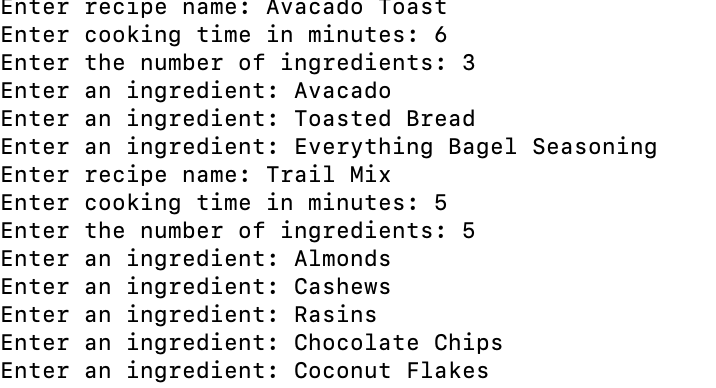 Enter recipe name: Avacado Toast
Enter cooking time in minutes: 6
Enter the number of ingredients: 3
Enter an ingredient: Avacado
Enter an ingredient: Toasted Bread
Enter an ingredient: Everything Bagel Seasoning
Enter recipe name: Trail Mix
Enter cooking time in minutes: 5
Enter the number of ingredients: 5
Enter an ingredient: Almonds
Enter an ingredient: Cashews
Enter an ingredient: Rasins
Enter an ingredient: Chocolate Chips
Enter an ingredient: Coconut Flakes